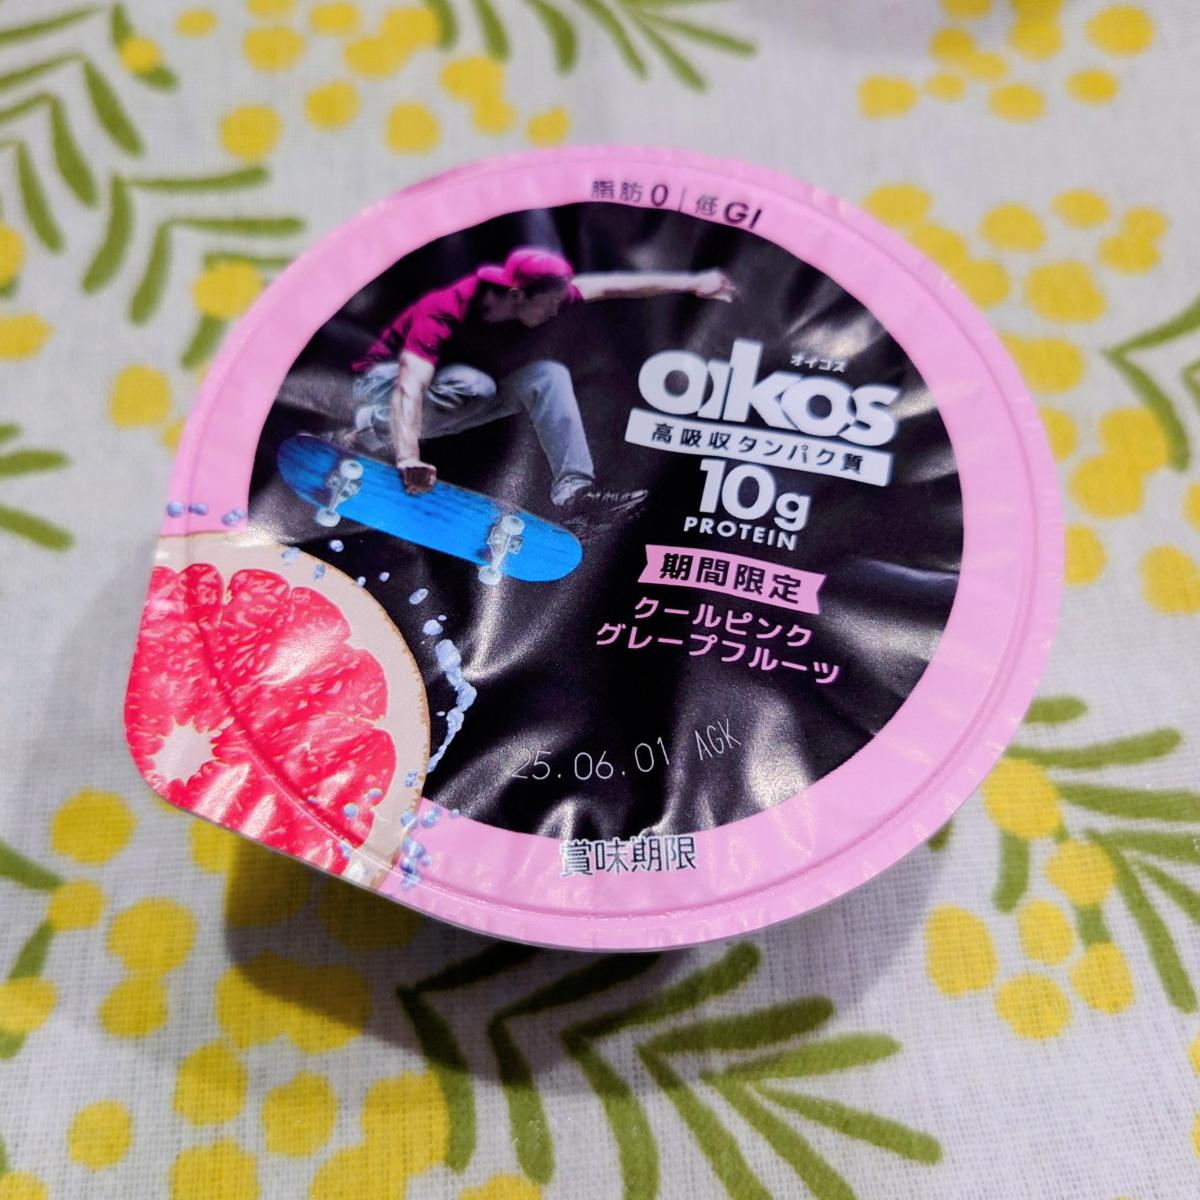 脂肪0｜低GI
オイコス
oikos
高吸収タンパク質
10g
PROTEIN
期間限定
クールピンク
グレープフルーツ
25.06.01 AGK
賞味期限